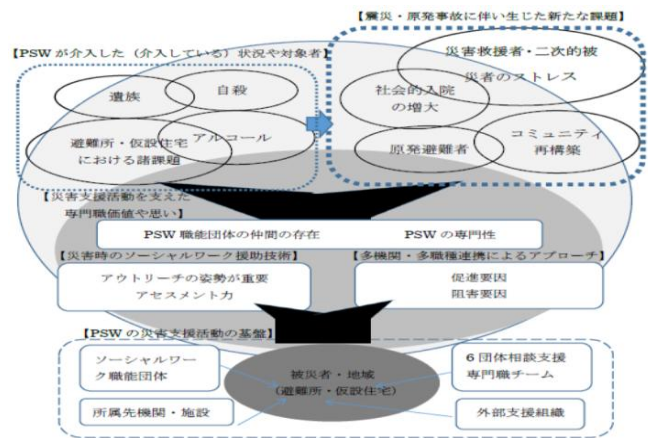 【震災・原発事故に伴い生じた新たな課題】
【PSWが介入した（介入している）状況や対象者】
遺族
自殺
避難所・仮設住宅
における諸課題
アルコール
災害救援者・二次的被
災者のストレス
社会的入院
の増大
原発避難者
コミュニティ
再構築
【災害支援活動を支えた
専門職価値や思い】
PSW職能団体の仲間の存在
PSWの専門性
【災害時のソーシャルワーク援助技術】
アウトリーチの姿勢が重要
アセスメント力
【多機関・多職種連携によるアプローチ】
促進要因
阻害要因
【PSWの災害支援活動の基盤】
ソーシャルワー
ク職能団体
所属先機関・施設
被災者・地域
（避難所・仮設住宅）
6団体相談支援
専門職チーム
外部支援組織